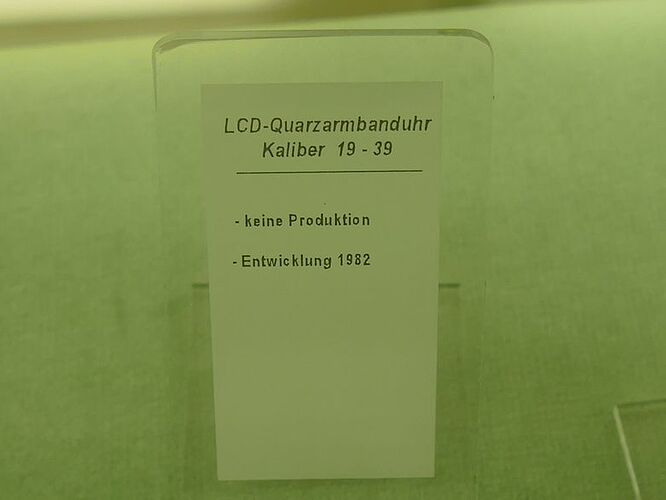 LCD-Quarzarmbanduhr
Kaliber 19 - 39
- keine Produktion
- Entwicklung 1982